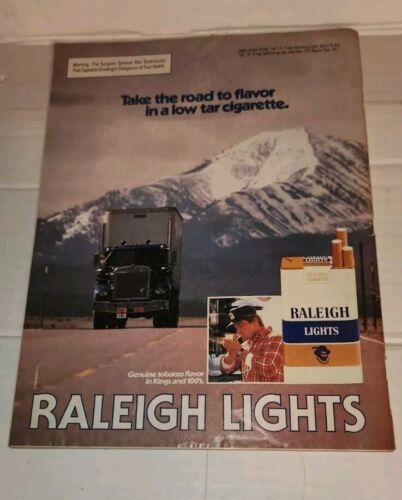 Warning: The Surgeon General Has Determined
That Cigarette Smoking Is Dangerous to Your Health.
Take the road to flavor
in a low tar cigarette.
LIGHTS
RALEIGH
LIGHTS
Genuine tobacco flavor
in Kings and 100's.
RALEIGH LIGHTS